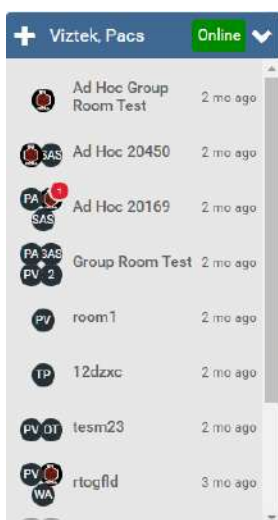 + Viztek, Pacs Online
Ad Hoc Group
Room Test 2 mo ago
SAS Ad Hoc 20450 2 mo ago
PA 1
SAS Ad Hoc 20169 2 mo ago
PA SAS
PV 2 Group Room Test 2 mo ago
PV room1 2 mo ago
TP 12dzxc 2 mo ago
PV DT tesm23 2 mo ago
PV
WA rtogfld 3 mo ago